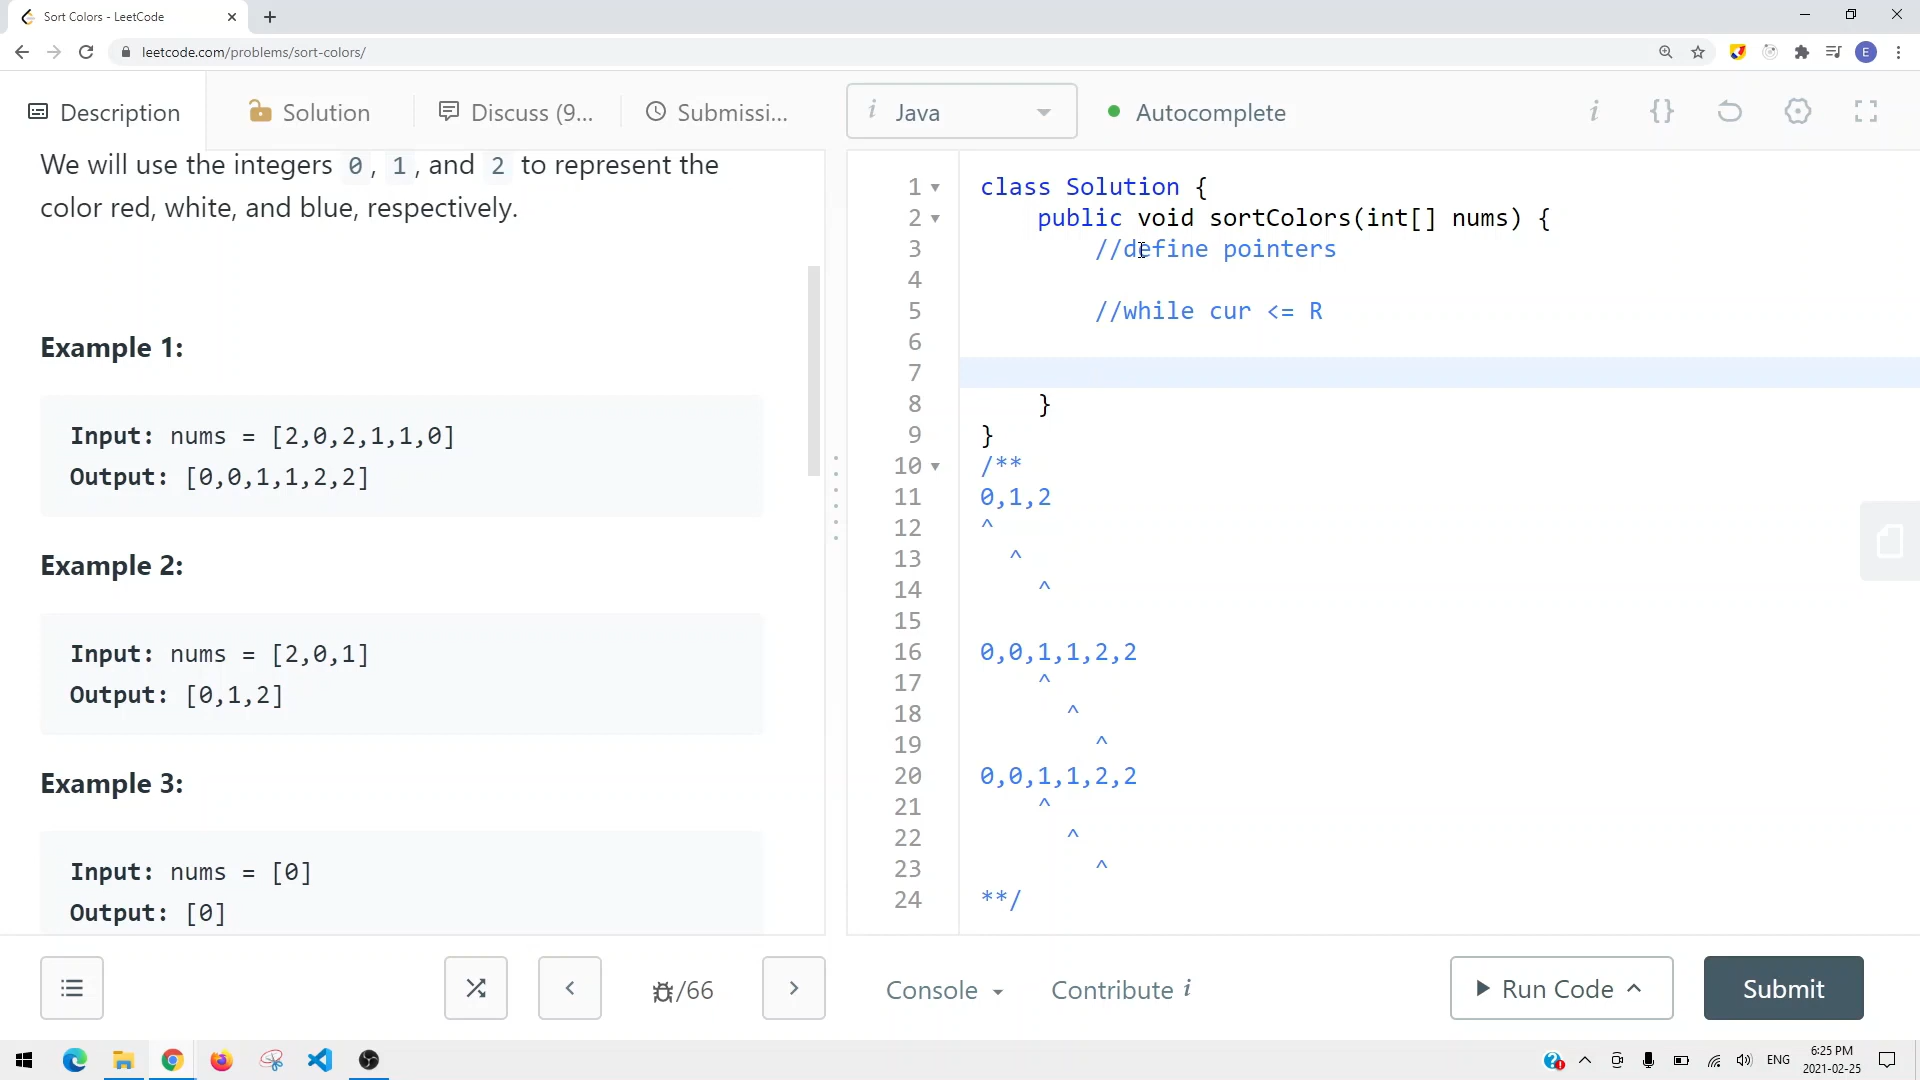 Sort Colors - LeetCode
leetcode.com/problems/sort-colors/
E
Description
Solution
Discuss (9...
Submissi...
i Java
Autocomplete
i {}
We will use the integers 0, 1, and 2 to represent the
color red, white, and blue, respectively.
Example 1:
Input: nums = [2,0,2,1,1,0]
Output: [0,0,1,1,2,2]
Example 2:
Input: nums = [2,0,1]
Output: [0,1,2]
Example 3:
Input: nums = [0]
Output: [0]
1 class Solution {
2 public void sortColors(int[] nums) {
3 //define pointers
4
5 //while cur <= R
6
7
8 }
9 }
10 /**
11 0,1,2
12 ^
13 ^
14 ^
15
16 0,0,1,1,2,2
17 ^
18 ^
19 ^
20 0,0,1,1,2,2
21 ^
22 ^
23 ^
24 **/
/66
Console
Contribute i
Run Code
Submit
ENG
6:25 PM
2021-02-25